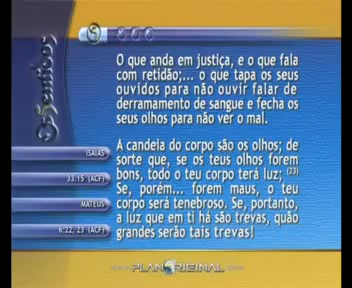 Os Sentidos
O que anda em justiça, e o que fala
com retidão;... o que tapa os seus
ouvidos para não ouvir falar de
derramamento de sangue e fecha os
seus olhos para não ver o mal.
ISAÍAS
33:15 (ACF)
A candeia do corpo são os olhos; de
sorte que, se os teus olhos forem
bons, todo o teu corpo terá luz; (23)
Se, porém... forem maus, o teu
corpo será tenebroso. Se, portanto,
a luz que em ti há são trevas, quão
grandes serão tais trevas!
MATEUS
6:22, 23 (ACF)
www.PLANORIGINAL.com